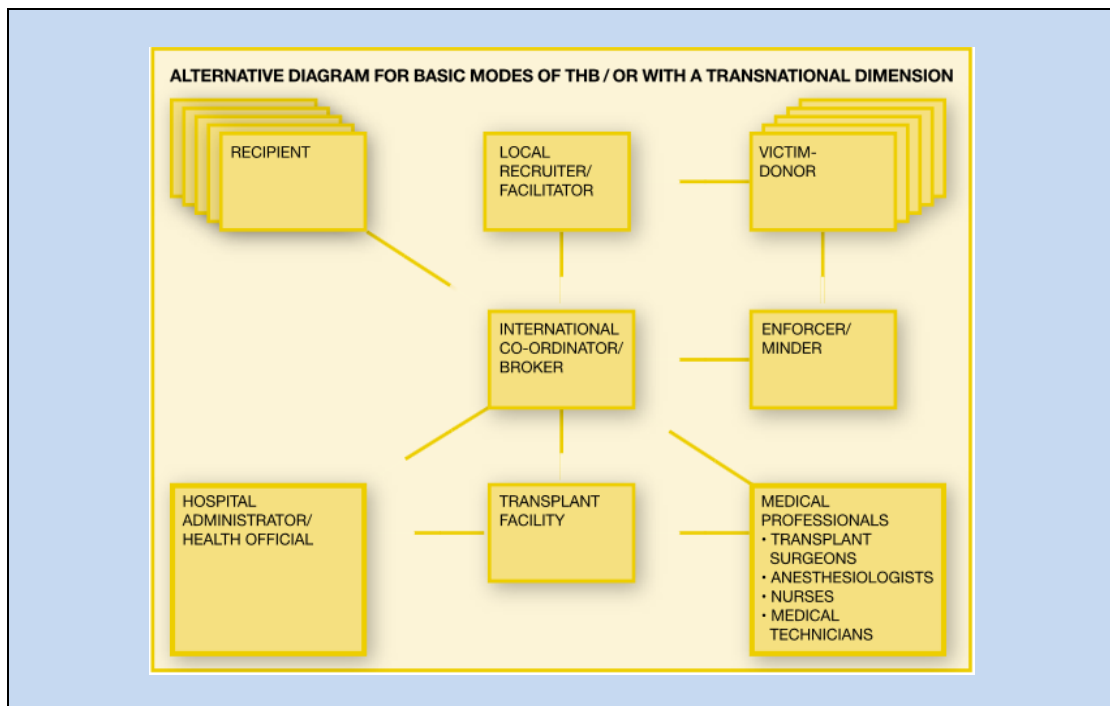 ALTERNATIVE DIAGRAM FOR BASIC MODES OF THB / OR WITH A TRANSNATIONAL DIMENSION
RECIPIENT
LOCAL
RECRUITER/
FACILITATOR
VICTIM-
DONOR
INTERNATIONAL
CO-ORDINATOR/
BROKER
ENFORCER/
MINDER
HOSPITAL
ADMINISTRATOR/
HEALTH OFFICIAL
TRANSPLANT
FACILITY
MEDICAL
PROFESSIONALS
• TRANSPLANT
SURGEONS
• ANESTHESIOLOGISTS
• NURSES
• MEDICAL
TECHNICIANS